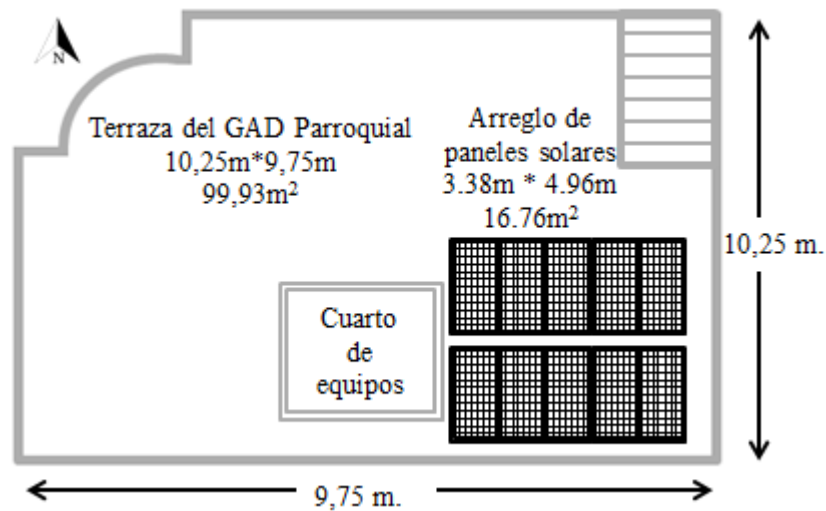 N
Terraza del GAD Parroquial
10,25m*9,75m
99,93m²
Arreglo de
paneles solares
3.38m * 4.96m
16.76m²
10,25 m.
Cuarto
de
equipos
9,75 m.